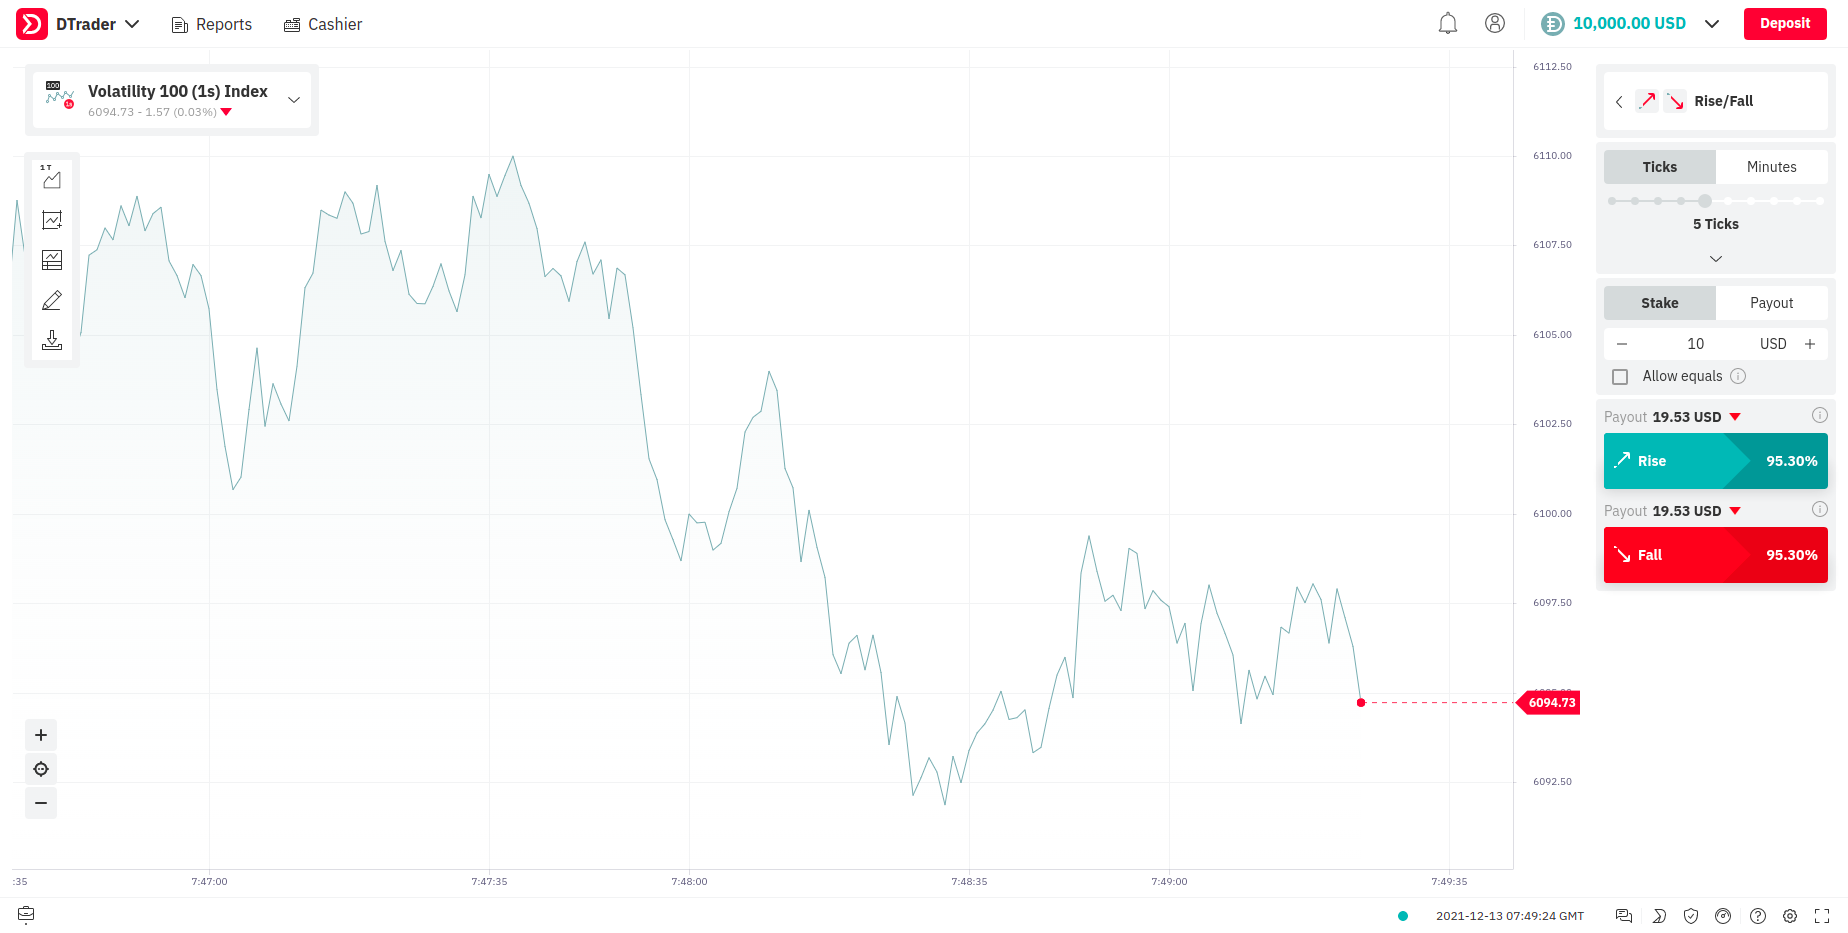 DTrader
Reports
Cashier
10,000.00 USD
Deposit
100
1s
Volatility 100 (1s) Index
6094.73 - 1.57 (0.03%)
1 T
6112.50
6110.00
6107.50
6105.00
6102.50
6100.00
6097.50
6094.73
6092.50
:35
7:47:00
7:47:35
7:48:00
7:48:35
7:49:00
7:49:35
Rise/Fall
Ticks
Minutes
5 Ticks
Stake
Payout
10
USD
Allow equals
Payout 19.53 USD
Rise
95.30%
Payout 19.53 USD
Fall
95.30%
2021-12-13 07:49:24 GMT